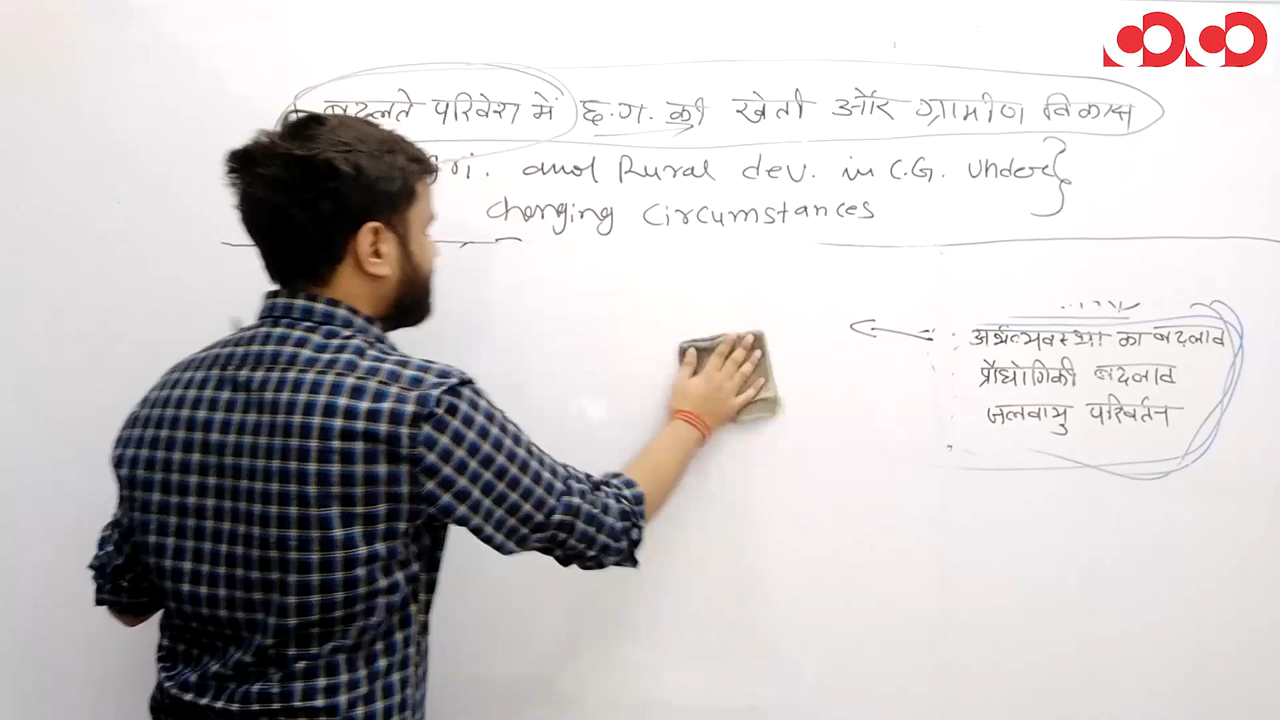 बदलते परिवेश में छ.ग. की खेती और ग्रामीण विकास
gri. and Rural dev. in C.G. under
changing circumstances
अर्थव्यवस्था का बदलाव
प्रौद्योगिकी बदलाव
जलवायु परिवर्तन